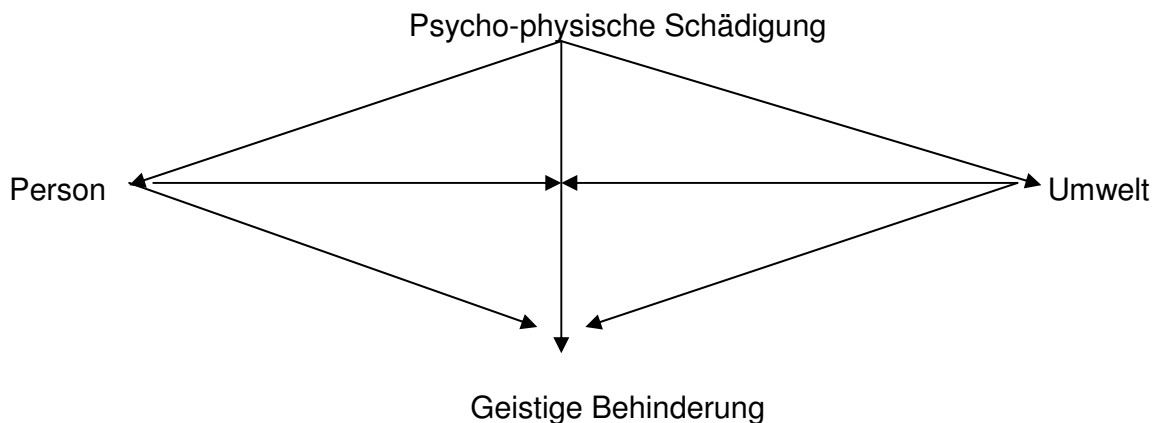 Psycho-physische Schädigung
Person
Umwelt
Geistige Behinderung